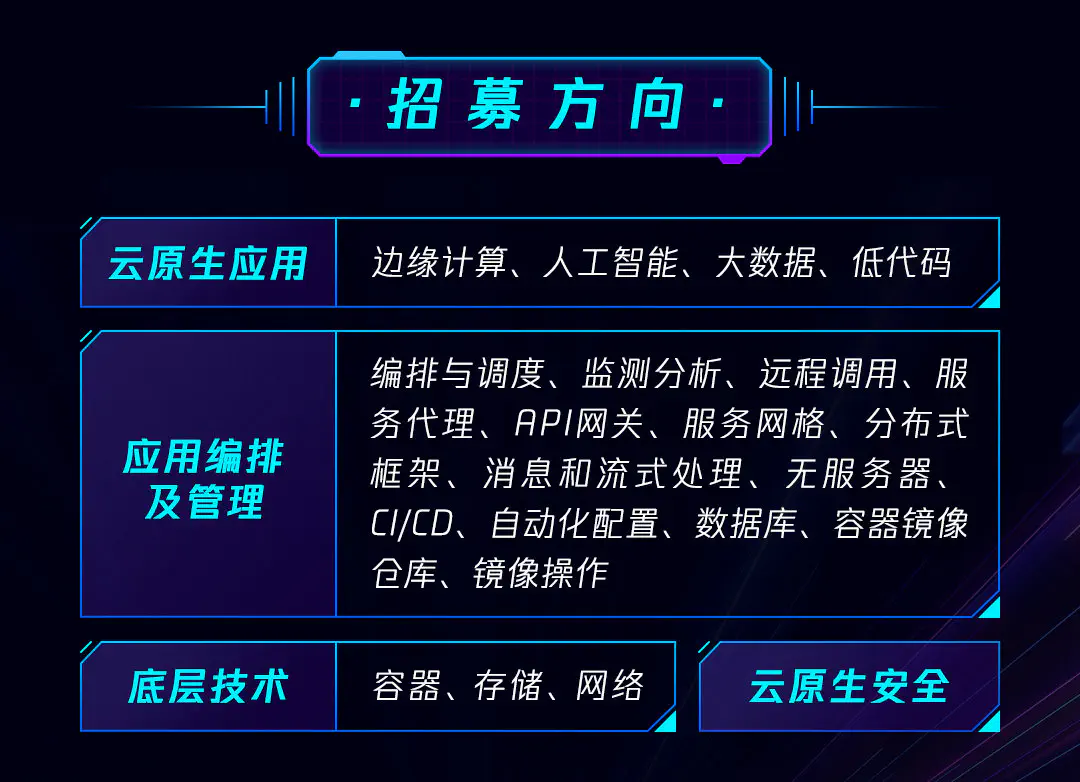 ·招募方向·
云原生应用
边缘计算、人工智能、大数据、低代码
应用编排
及管理
编排与调度、监测分析、远程调用、服
务代理、API网关、服务网格、分布式
框架、消息和流式处理、无服务器、
CI/CD、自动化配置、数据库、容器镜像
仓库、镜像操作
底层技术
容器、存储、网络
云原生安全